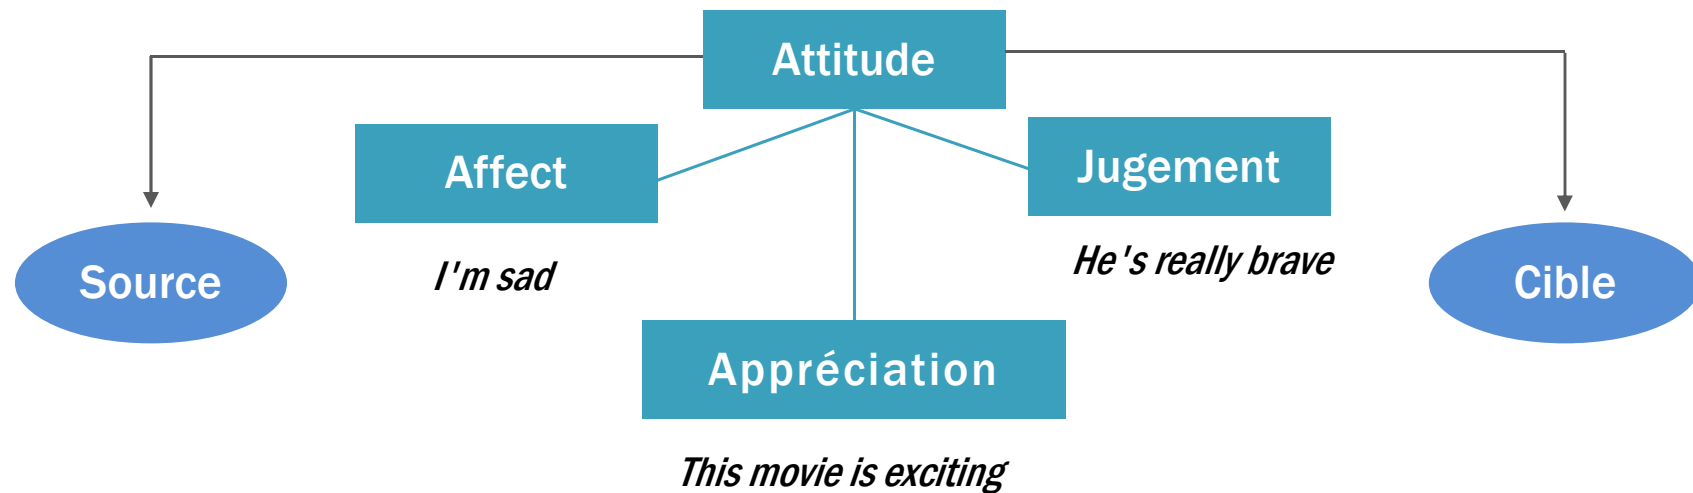 Attitude
Affect
Jugement
I'm sad
He's really brave
Source
Cible
Appréciation
This movie is exciting